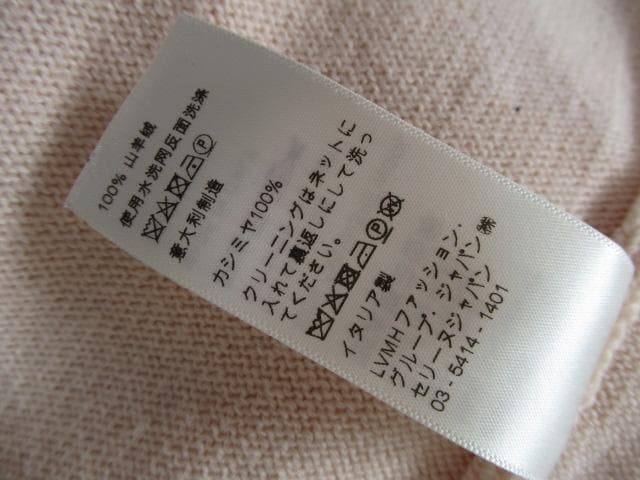 100% 山羊绒
使用水洗网反面洗涤
意大利制造
カシミヤ100%
クリーニングはネットに
入れて裏返しにして洗っ
てください。
イタリア製
LVMHファッション・
グループ・ジャパン㈱
セリーヌジャパン
03 - 5414 - 1401